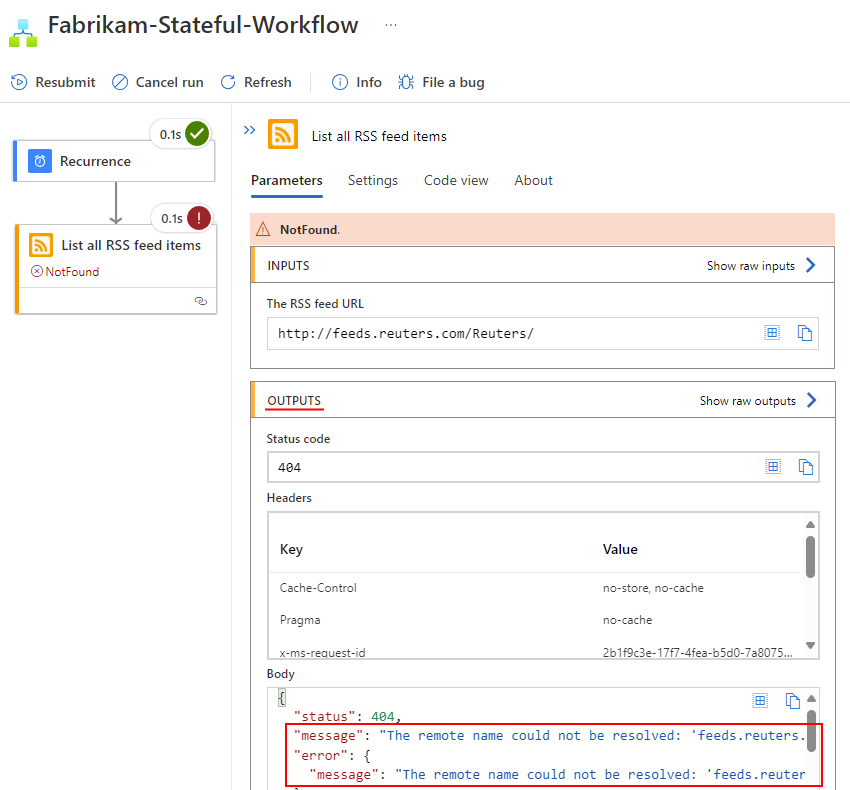 Fabrikam-Stateful-Workflow ...
Resubmit Cancel run Refresh Info File a bug
0.1s
Recurrence
0.1s
List all RSS feed items
NotFound
List all RSS feed items
Parameters Settings Code view About
NotFound.
INPUTS Show raw inputs
The RSS feed URL
http://feeds.reuters.com/Reuters/
OUTPUTS Show raw outputs
Status code
404
Headers
Key Value
Cache-Control no-store, no-cache
Pragma no-cache
x-ms-request-id 2b1f9c3e-17f7-4fea-b5d0-7a8075...
Body
{
"status": 404,
"message": "The remote name could not be resolved: 'feeds.reuters.
"error": {
"message": "The remote name could not be resolved: 'feeds.reuter